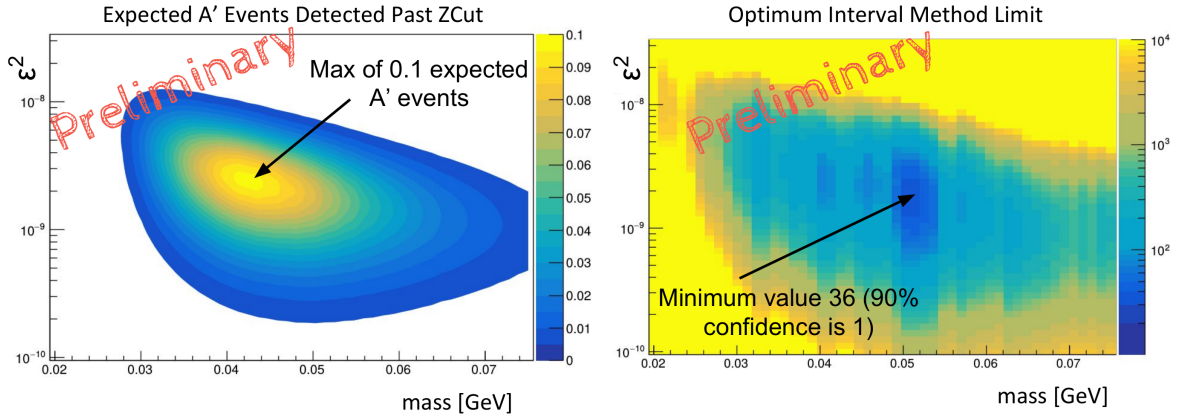 Expected A’ Events Detected Past ZCut
Preliminary
Max of 0.1 expected
A’ events
ε²
10⁻⁸
10⁻⁹
10⁻¹⁰
0.02 0.03 0.04 0.05 0.06 0.07
mass [GeV]
0.1
0.09
0.08
0.07
0.06
0.05
0.04
0.03
0.02
0.01
0
Optimum Interval Method Limit
Preliminary
ε²
10⁻⁸
10⁻⁹
10⁻¹⁰
Minimum value 36 (90%
confidence is 1)
0.02 0.03 0.04 0.05 0.06 0.07
mass [GeV]
10⁴
10³
10²